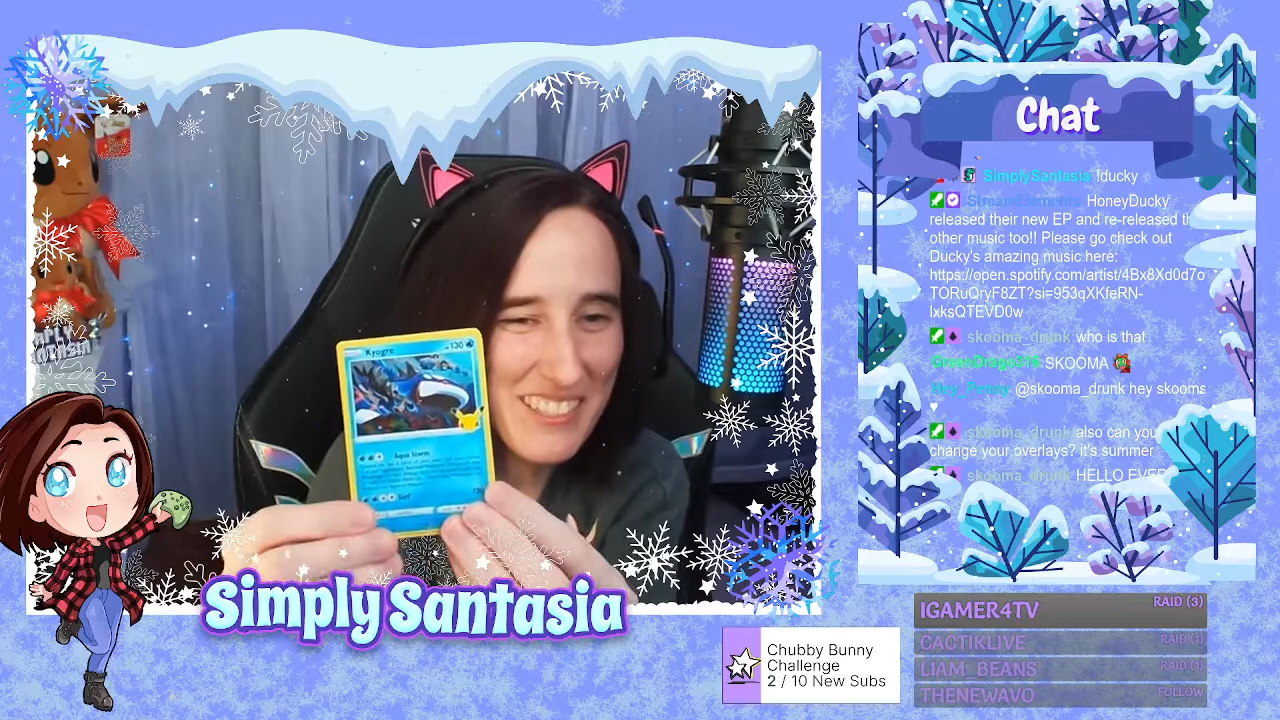 Chat
SimplySantasia !ducky
StreamElements HoneyDucky
released their new EP and re-released th
other music too!! Please go check out
Ducky's amazing music here:
https://open.spotify.com/artist/4Bx8Xd0d7o
TORuQryF8ZT?si=953qXKfeRN-
lxksQTEVD0w
skooma_drunk who is that
GreenDrago316 SKOOMA
Hey_Penny @skooma_drunk hey skooms
♥
skooma_drunk also can you
change your overlays? it's summer
skooma_drunk HELLO EVER
Kyogre 130
Aqua Storm
Surf
Simply Santasia
Chubby Bunny
Challenge
2 / 10 New Subs
IGAMER4TV RAID (3)
CACTIKLIVE RAID (1)
LIAM_BEANS RAID (1)
THENEWAVO FOLLOW